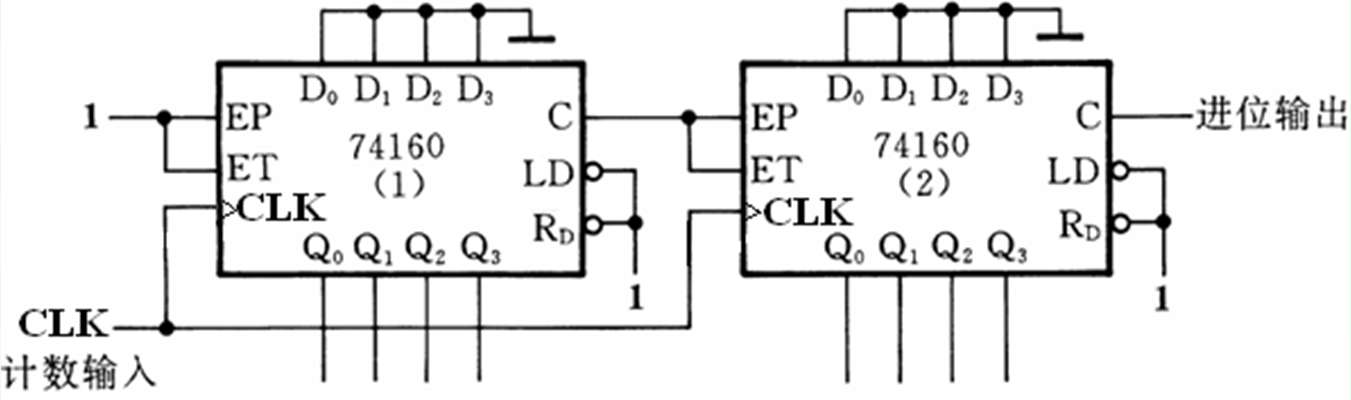 D₀ D₁ D₂ D₃
1
EP
ET
CLK
74160
(1)
C
LD
R_D
Q₀ Q₁ Q₂ Q₃
1
D₀ D₁ D₂ D₃
EP
ET
CLK
74160
(2)
C
LD
R_D
Q₀ Q₁ Q₂ Q₃
1
进位输出
CLK
计数输入